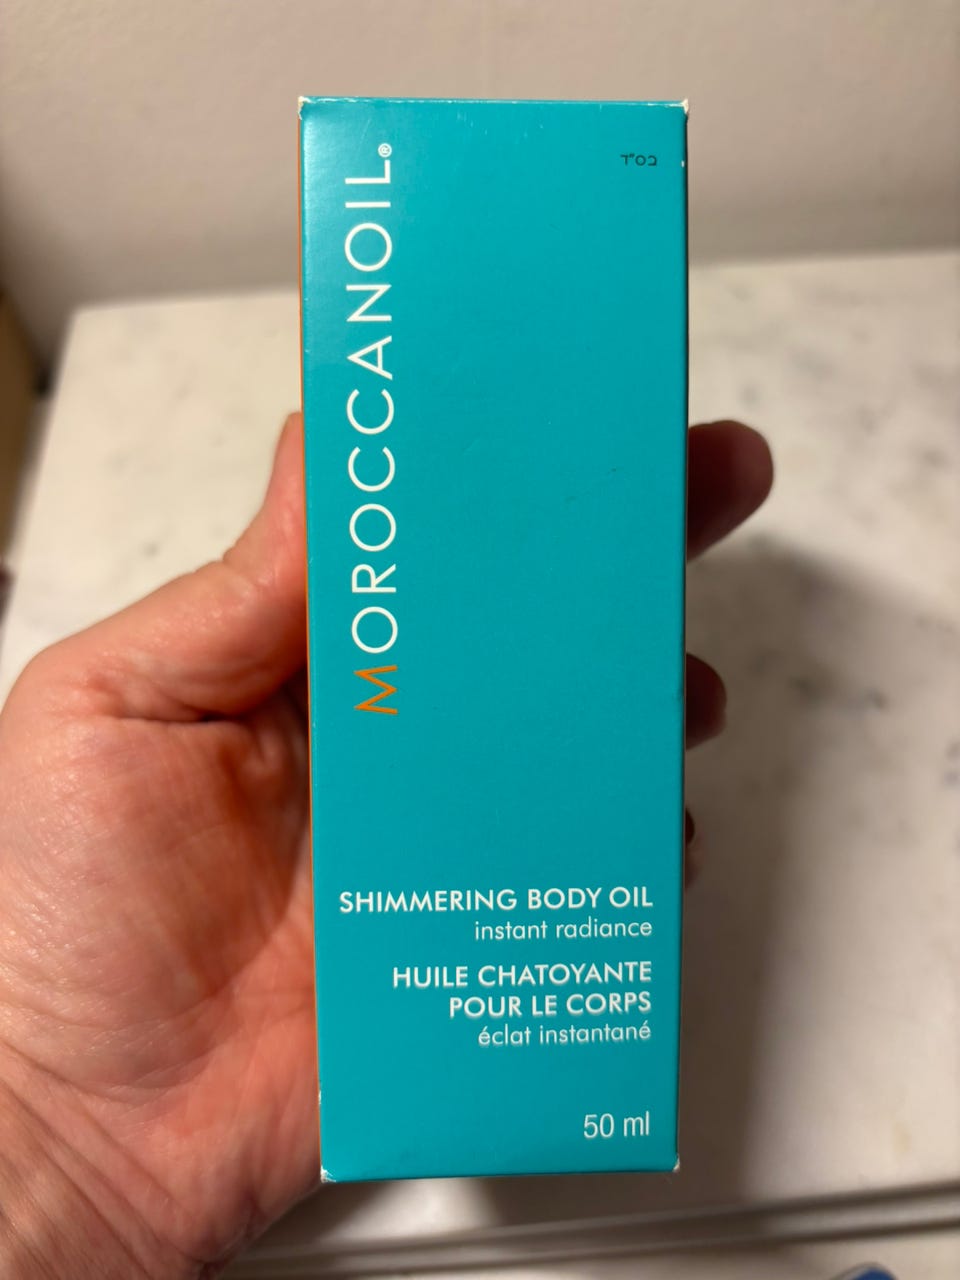 בס"ד
MOROCCANOIL®
SHIMMERING BODY OIL
instant radiance
HUILE CHATOYANTE
POUR LE CORPS
éclat instantané
50 ml